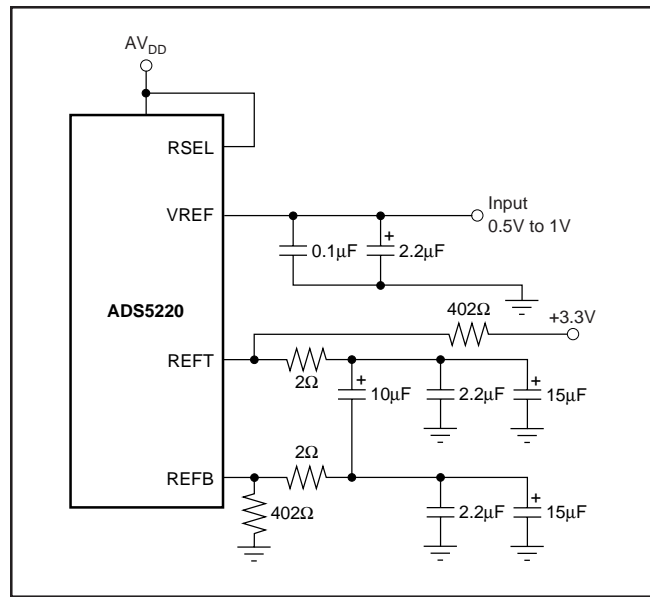 AVDD
RSEL
VREF
Input
0.5V to 1V
0.1µF
+
2.2µF
ADS5220
402Ω
+3.3V
REFT
2Ω
+
10µF
2.2µF
+
15µF
2Ω
REFB
402Ω
2.2µF
+
15µF